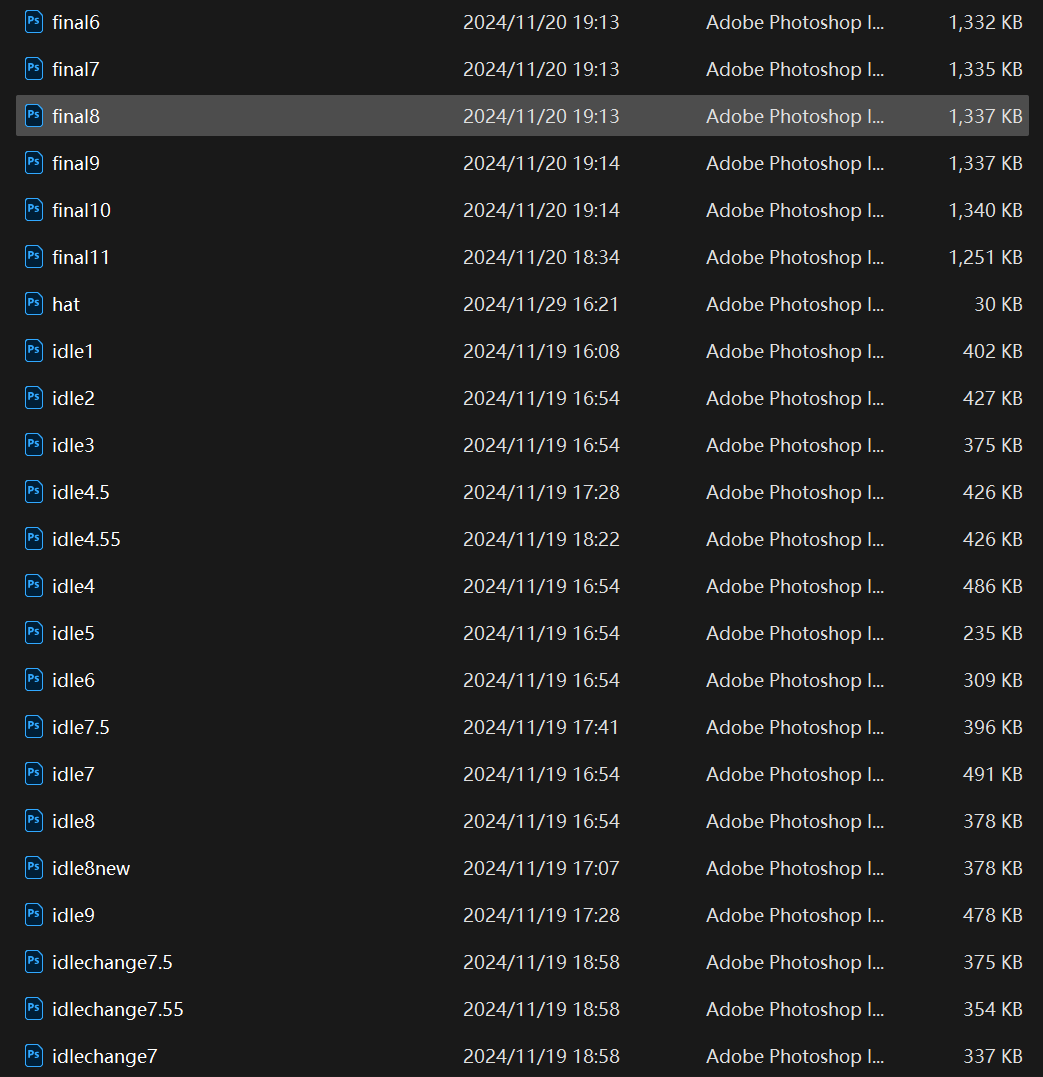 Ps final6 2024/11/20 19:13 Adobe Photoshop I... 1,332 KB
Ps final7 2024/11/20 19:13 Adobe Photoshop I... 1,335 KB
Ps final8 2024/11/20 19:13 Adobe Photoshop I... 1,337 KB
Ps final9 2024/11/20 19:14 Adobe Photoshop I... 1,337 KB
Ps final10 2024/11/20 19:14 Adobe Photoshop I... 1,340 KB
Ps final11 2024/11/20 18:34 Adobe Photoshop I... 1,251 KB
Ps hat 2024/11/29 16:21 Adobe Photoshop I... 30 KB
Ps idle1 2024/11/19 16:08 Adobe Photoshop I... 402 KB
Ps idle2 2024/11/19 16:54 Adobe Photoshop I... 427 KB
Ps idle3 2024/11/19 16:54 Adobe Photoshop I... 375 KB
Ps idle4.5 2024/11/19 17:28 Adobe Photoshop I... 426 KB
Ps idle4.55 2024/11/19 18:22 Adobe Photoshop I... 426 KB
Ps idle4 2024/11/19 16:54 Adobe Photoshop I... 486 KB
Ps idle5 2024/11/19 16:54 Adobe Photoshop I... 235 KB
Ps idle6 2024/11/19 16:54 Adobe Photoshop I... 309 KB
Ps idle7.5 2024/11/19 17:41 Adobe Photoshop I... 396 KB
Ps idle7 2024/11/19 16:54 Adobe Photoshop I... 491 KB
Ps idle8 2024/11/19 16:54 Adobe Photoshop I... 378 KB
Ps idle8new 2024/11/19 17:07 Adobe Photoshop I... 378 KB
Ps idle9 2024/11/19 17:28 Adobe Photoshop I... 478 KB
Ps idlechange7.5 2024/11/19 18:58 Adobe Photoshop I... 375 KB
Ps idlechange7.55 2024/11/19 18:58 Adobe Photoshop I... 354 KB
Ps idlechange7 2024/11/19 18:58 Adobe Photoshop I... 337 KB